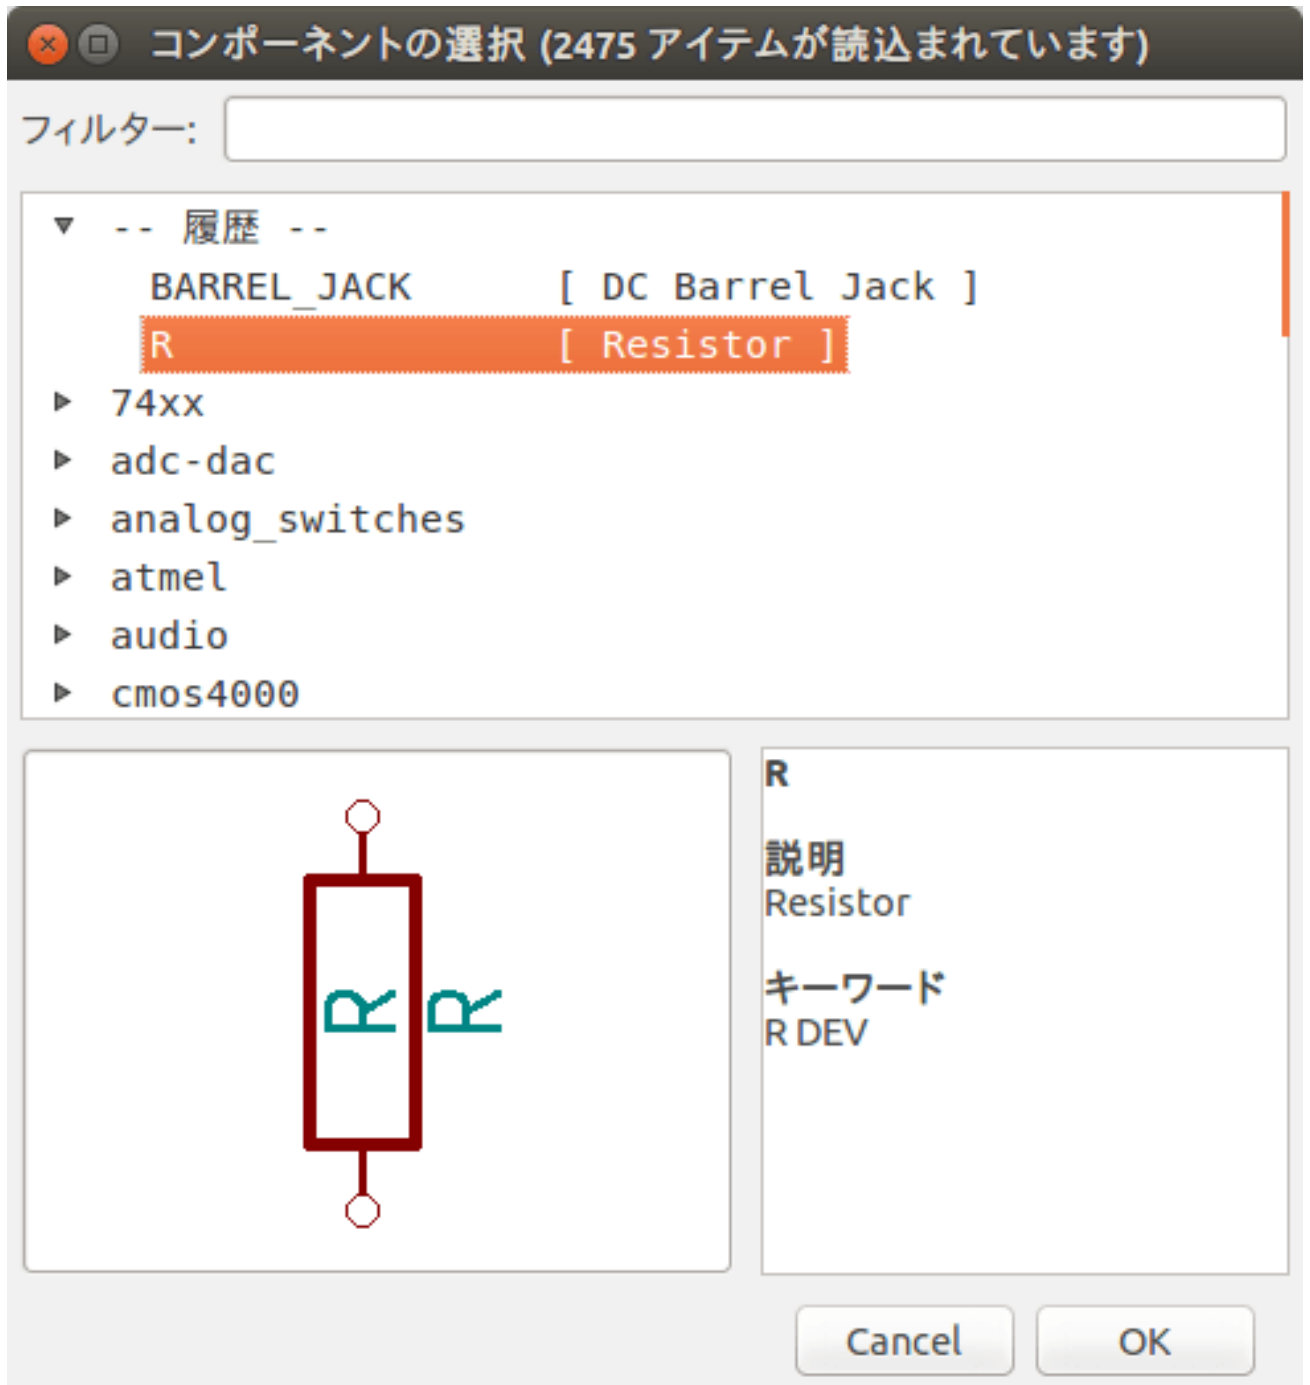 コンポーネントの選択 (2475 アイテムが読込まれています)
フィルター:
-- 履歴 --
BARREL_JACK [ DC Barrel Jack ]
R [ Resistor ]
74xx
adc-dac
analog_switches
atmel
audio
cmos4000
R R
R
説明
Resistor
キーワード
R DEV
Cancel OK